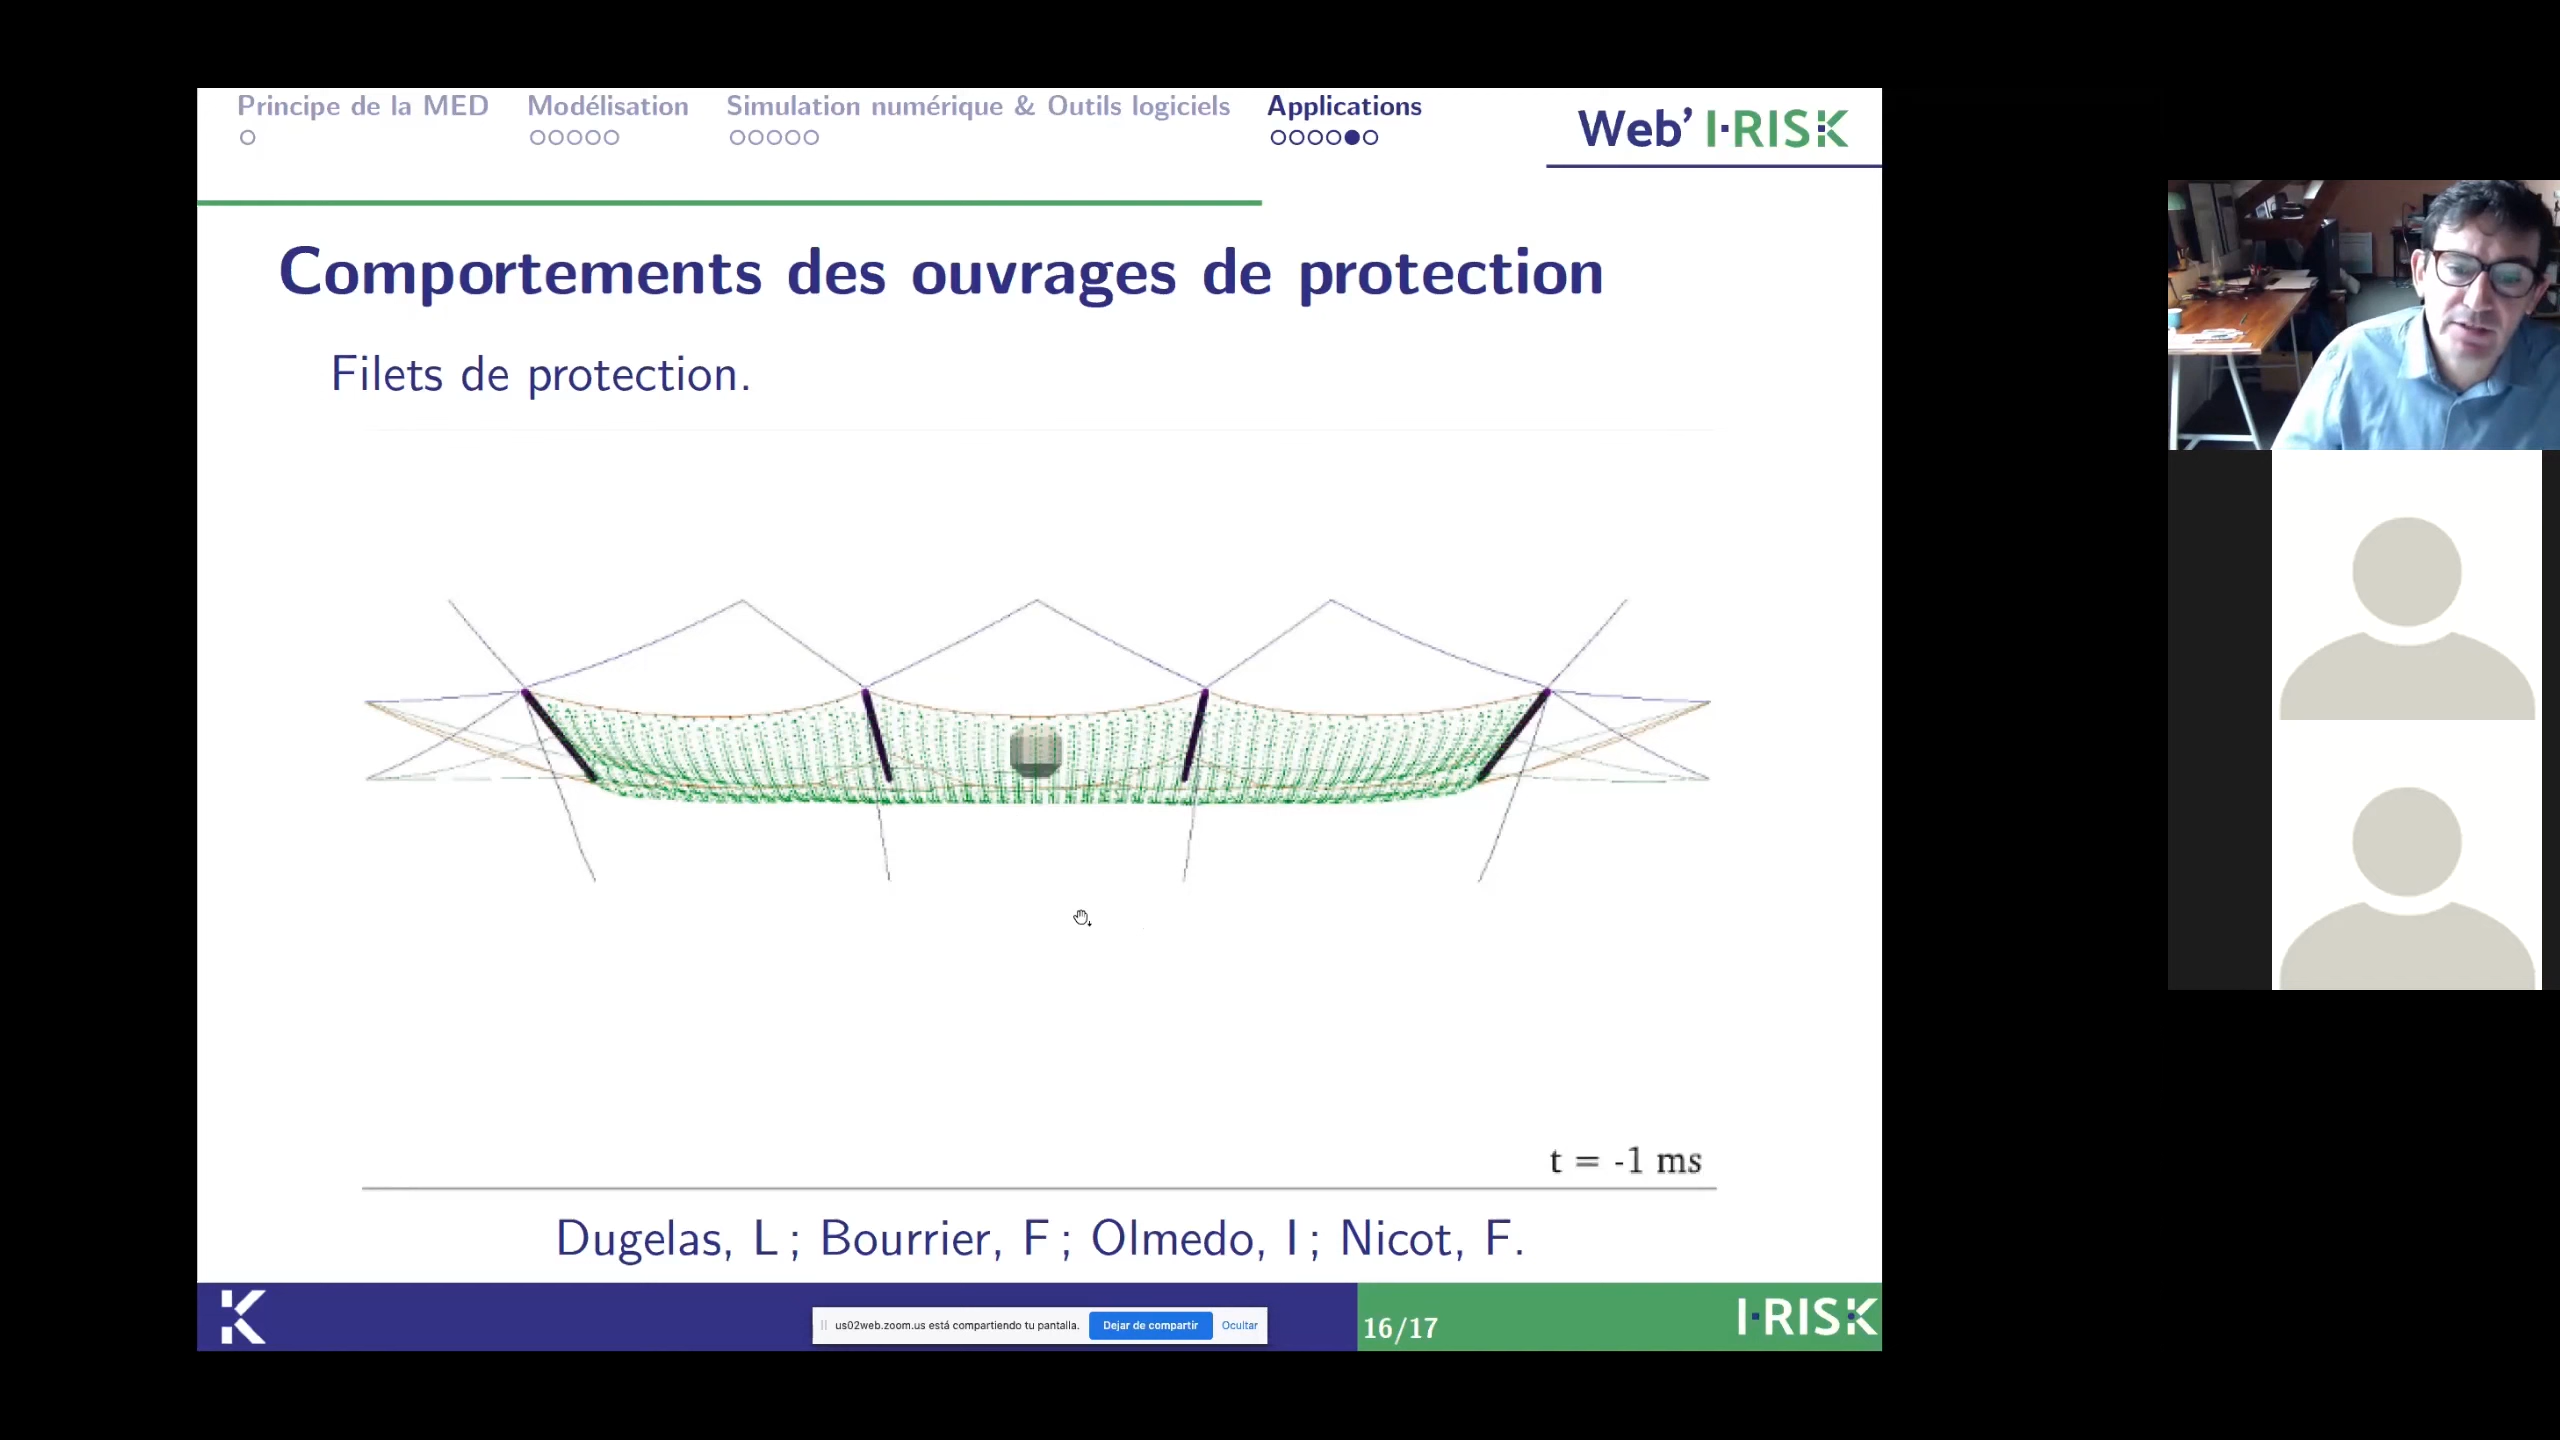 Principe de la MED Modélisation Simulation numérique & Outils logiciels Applications
Web' I·RISK
Comportements des ouvrages de protection
Filets de protection.
t = -1 ms
Dugelas, L ; Bourrier, F ; Olmedo, I ; Nicot, F.
K
us02web.zoom.us está compartiendo tu pantalla. Dejar de compartir Ocultar
16/17
I·RISK